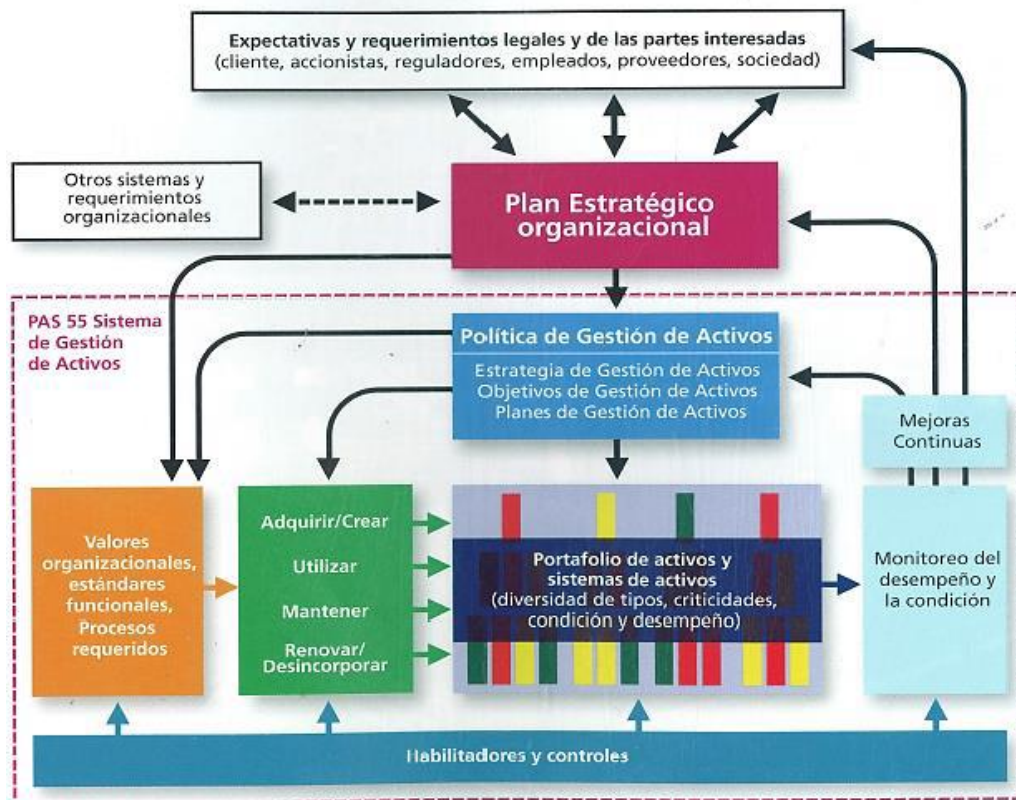 Expectativas y requerimientos legales y de las partes interesadas
(cliente, accionistas, reguladores, empleados, proveedores, sociedad)
Otros sistemas y
requerimientos
organizacionales
Plan Estratégico
organizacional
PAS 55 Sistema
de Gestión
de Activos
Política de Gestión de Activos
Estrategia de Gestión de Activos
Objetivos de Gestión de Activos
Planes de Gestión de Activos
Mejoras
Continuas
Valores
organizacionales,
estándares
funcionales,
Procesos
requeridos
Adquirir/Crear
Utilizar
Mantener
Renovar/
Desincorporar
Portafolio de activos y
sistemas de activos
(diversidad de tipos, criticidades,
condición y desempeño)
Monitoreo del
desempeño y
la condición
Habilitadores y controles